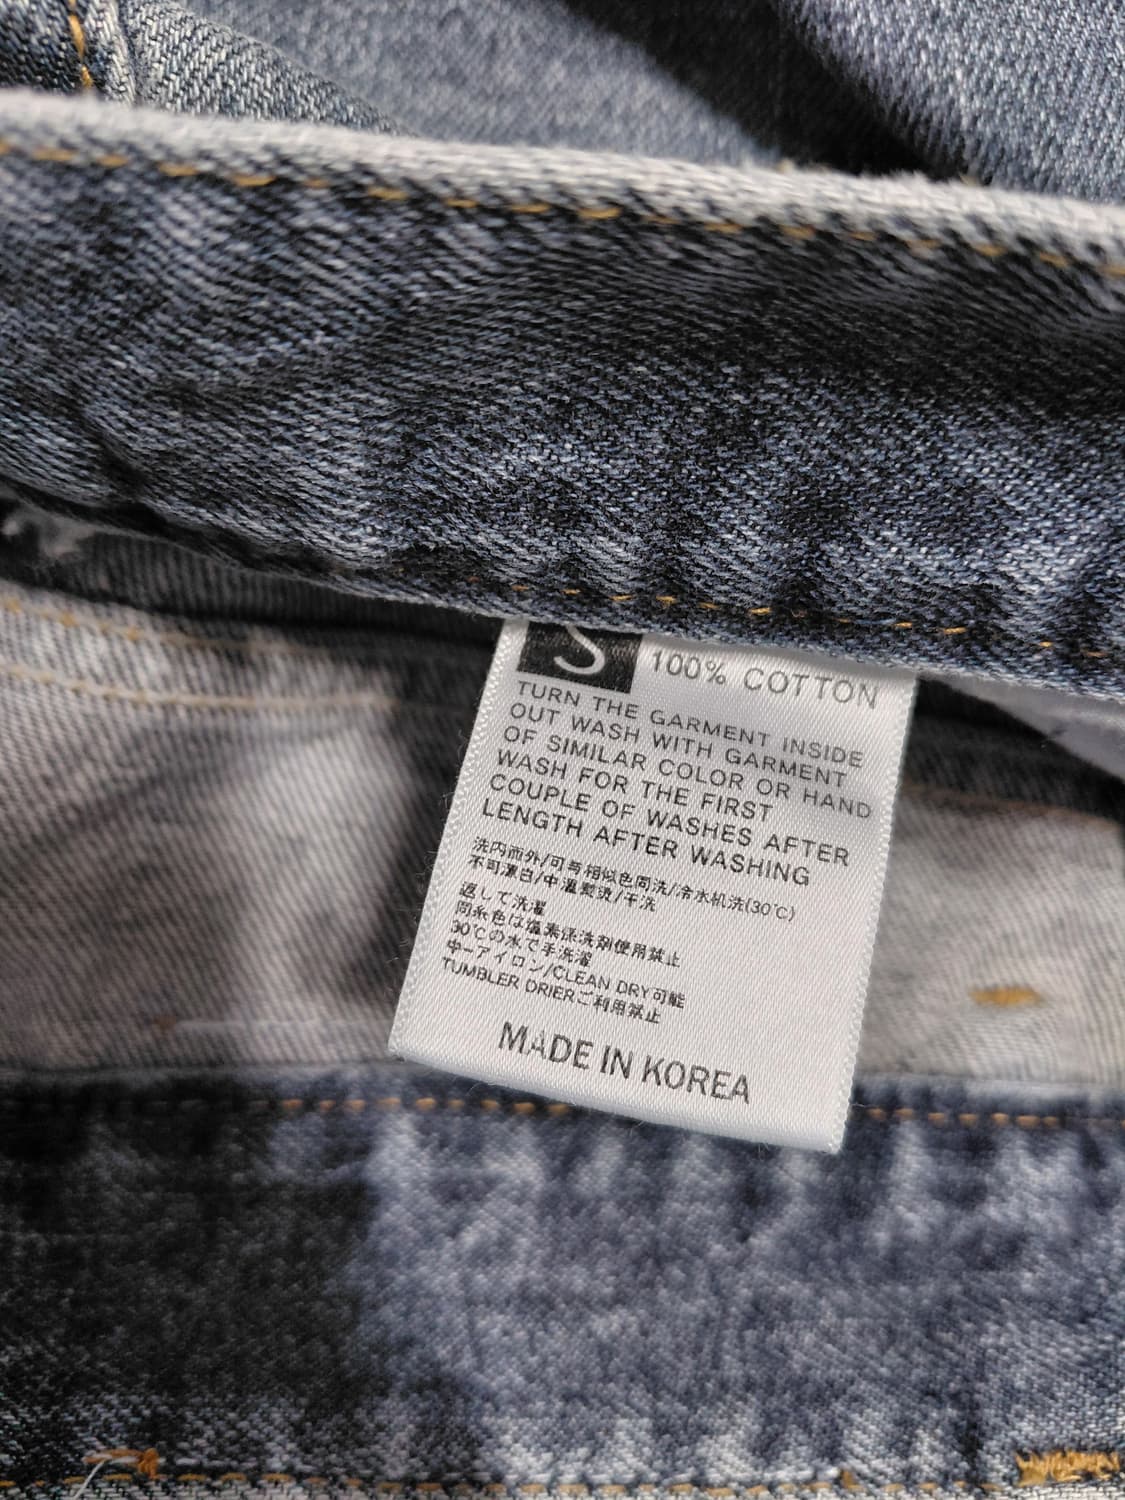 S
100% COTTON
TURN THE GARMENT INSIDE
OUT WASH WITH GARMENT
OF SIMILAR COLOR OR HAND
WASH FOR THE FIRST
COUPLE OF WASHES AFTER
LENGTH AFTER WASHING
洗内而外/可与相似色同洗/冷水机洗(30℃)
不可漂白/中温熨烫/干洗
返して洗濯
同系色は塩素係洗剤使用禁止
30℃の水で手洗濯
中ーアイロン/CLEAN DRY可能
TUMBLER DRIERご利用禁止
MADE IN KOREA